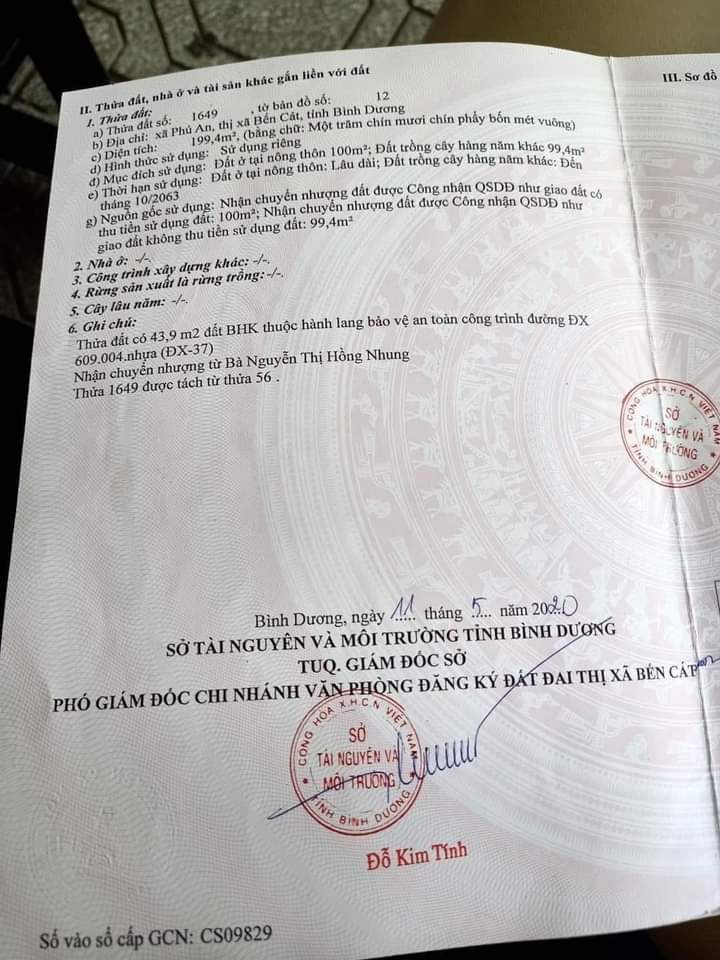 II. Thửa đất, nhà ở và tài sản khác gắn liền với đất
III. Sơ đồ
1. Thửa đất:
a) Thửa đất số: 1649 , tờ bản đồ số: 12
b) Địa chỉ: xã Phú An, thị xã Bến Cát, tỉnh Bình Dương
c) Diện tích: 199,4m², (bằng chữ: Một trăm chín mươi chín phẩy bốn mét vuông)
d) Hình thức sử dụng: Sử dụng riêng
đ) Mục đích sử dụng: Đất ở tại nông thôn 100m²; Đất trồng cây hàng năm khác 99,4m²
e) Thời hạn sử dụng: Đất ở tại nông thôn: Lâu dài; Đất trồng cây hàng năm khác: Đến
tháng 10/2063
g) Nguồn gốc sử dụng: Nhận chuyển nhượng đất được Công nhận QSDĐ như giao đất có
thu tiền sử dụng đất: 100m²; Nhận chuyển nhượng đất được Công nhận QSDĐ như
giao đất không thu tiền sử dụng đất: 99,4m²
2. Nhà ở: -/-.
3. Công trình xây dựng khác: -/-.
4. Rừng sản xuất là rừng trồng:-/-.
5. Cây lâu năm: -/-.
6. Ghi chú:
Thửa đất có 43,9 m2 đất BHK thuộc hành lang bảo vệ an toàn công trình đường ĐX
609.004.nhựa (ĐX-37)
Nhận chuyển nhượng từ Bà Nguyễn Thị Hồng Nhung
Thửa 1649 được tách từ thửa 56 .
CỘNG HÒA X.H.C.N VIỆT NAM
SỞ
TÀI NGUYÊN VÀ
MÔI TRƯỜNG
TỈNH BÌNH DƯƠNG
Bình Dương, ngày 11 tháng 5 năm 2020
SỞ TÀI NGUYÊN VÀ MÔI TRƯỜNG TỈNH BÌNH DƯƠNG
TUQ. GIÁM ĐỐC SỞ
PHÓ GIÁM ĐỐC CHI NHÁNH VĂN PHÒNG ĐĂNG KÝ ĐẤT ĐAI THỊ XÃ BẾN CÁT
CỘNG HÒA X.H.C.N VIỆT NAM
SỞ
TÀI NGUYÊN VÀ
MÔI TRƯỜNG
TỈNH BÌNH DƯƠNG
Đỗ Kim Tính
Số vào sổ cấp GCN: CS09829